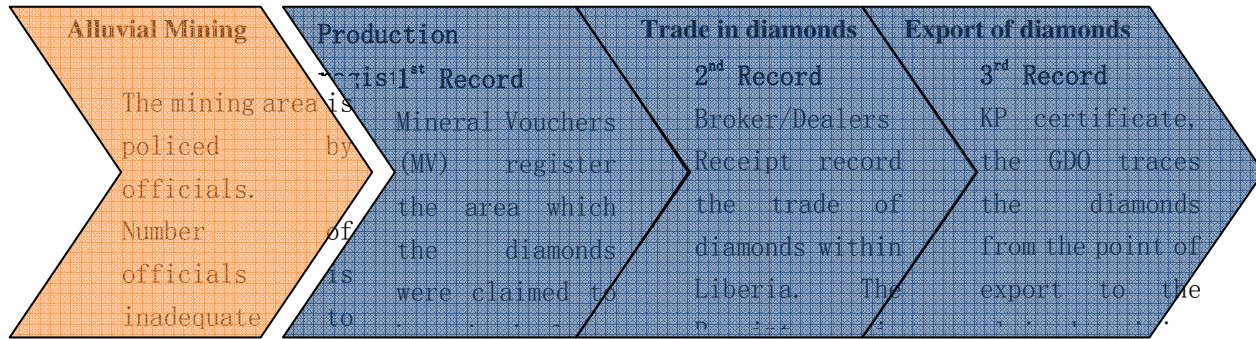 Alluvial Mining
The mining area is
policed by
officials.
Number of
officials is
inadequate to
Production
1st Record
Mineral Vouchers
(MV) register
the area which
the diamonds
were claimed to
Trade in diamonds
2nd Record
Broker/Dealers
Receipt record
the trade of
diamonds within
Liberia. The
Export of diamonds
3rd Record
KP certificate,
the GDO traces
the diamonds
from the point of
export to the